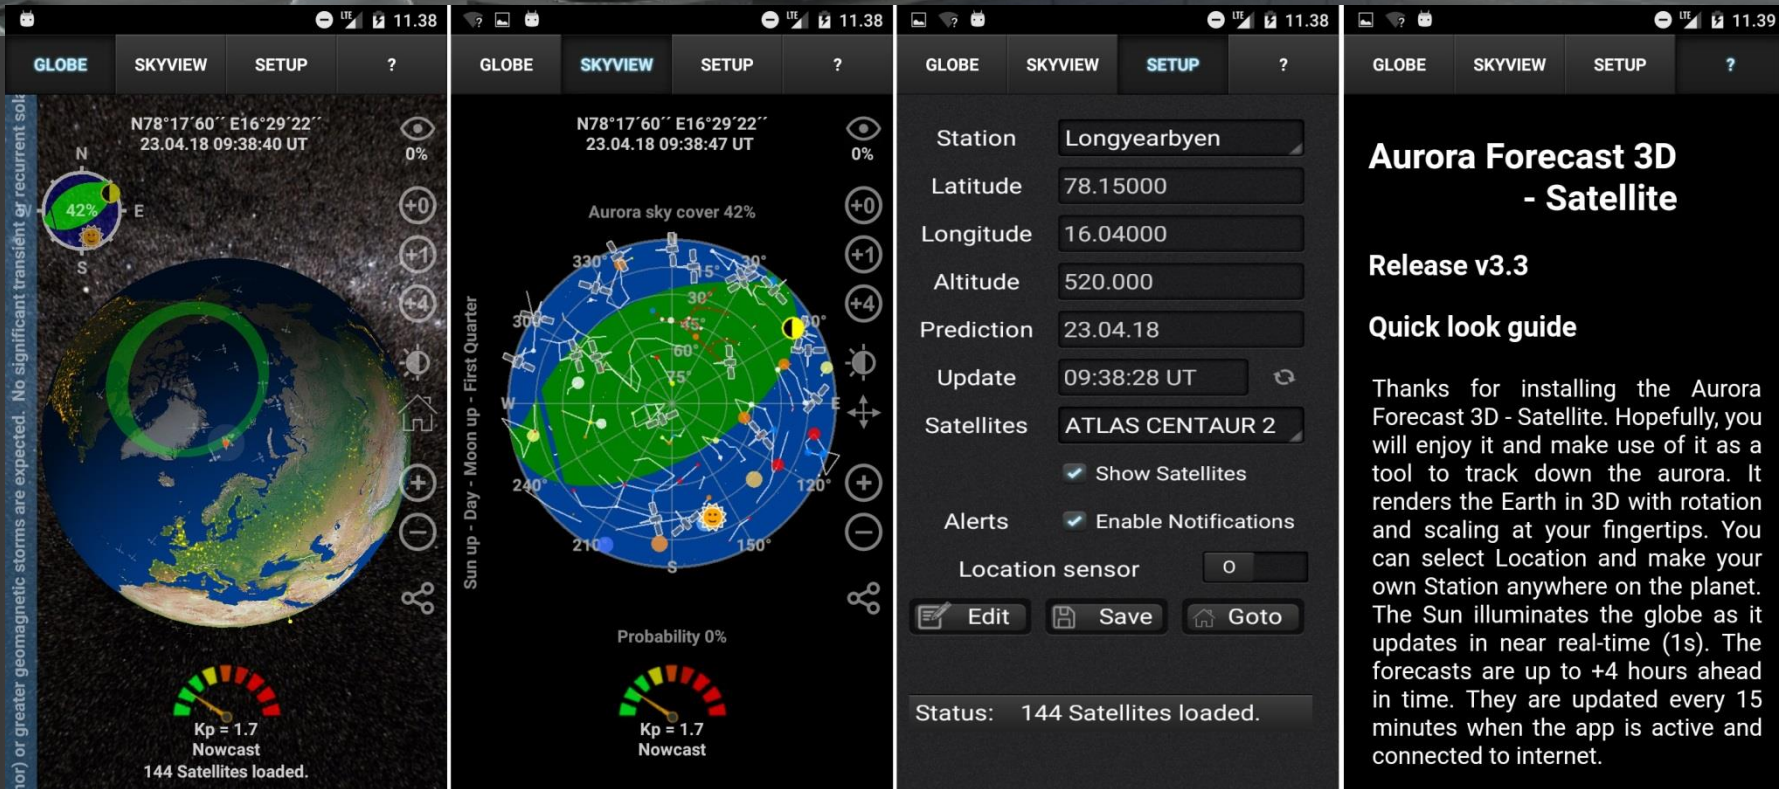 LTE 11.38
GLOBE SKYVIEW SETUP ?
nor) or greater geomagnetic storms are expected. No significant transient or recurrent sola
N78°17´60´´ E16°29´22´´
23.04.18 09:38:40 UT
0%
N
42%
W E
S
+0
+1
+4
Kp = 1.7
Nowcast
144 Satellites loaded.
LTE 11.38
GLOBE SKYVIEW SETUP ?
N78°17´60´´ E16°29´22´´
23.04.18 09:38:47 UT
0%
Aurora sky cover 42%
+0
+1
+4
Sun up - Day - Moon up - First Quarter
N
330° 30°
15°
30°
300° 45° 60°
60°
75°
W E
240° 120°
210° 150°
S
Probability 0%
Kp = 1.7
Nowcast
LTE 11.38
GLOBE SKYVIEW SETUP ?
Station Longyearbyen
Latitude 78.15000
Longitude 16.04000
Altitude 520.000
Prediction 23.04.18
Update 09:38:28 UT
Satellites ATLAS CENTAUR 2
Show Satellites
Alerts Enable Notifications
Location sensor O
Edit Save Goto
Status: 144 Satellites loaded.
LTE 11.39
GLOBE SKYVIEW SETUP ?
Aurora Forecast 3D
- Satellite
Release v3.3
Quick look guide
Thanks for installing the Aurora
Forecast 3D - Satellite. Hopefully, you
will enjoy it and make use of it as a
tool to track down the aurora. It
renders the Earth in 3D with rotation
and scaling at your fingertips. You
can select Location and make your
own Station anywhere on the planet.
The Sun illuminates the globe as it
updates in near real-time (1s). The
forecasts are up to +4 hours ahead
in time. They are updated every 15
minutes when the app is active and
connected to internet.